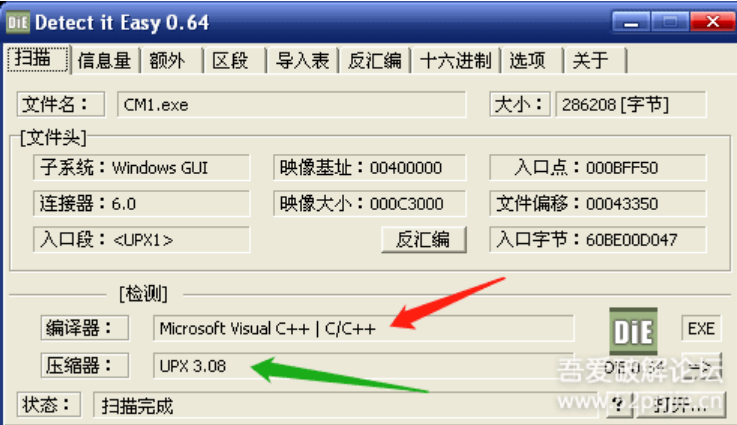 DiE Detect it Easy 0.64
扫描 信息量 额外 区段 导入表 反汇编 十六进制 选项 关于
文件名： CM1.exe 大小： 286208 [字节]
[文件头]
子系统：Windows GUI 映像基址：00400000 入口点：000BFF50
连接器：6.0 映像大小：000C3000 文件偏移：00043350
入口段：<UPX1> 反汇编 入口字节：60BE00D047
[检测]
编译器： Microsoft Visual C++ | C/C++ DiE EXE
压缩器： UPX 3.08 DiE 0.64 ->
吾爱破解论坛
状态： 扫描完成 ? 打开...